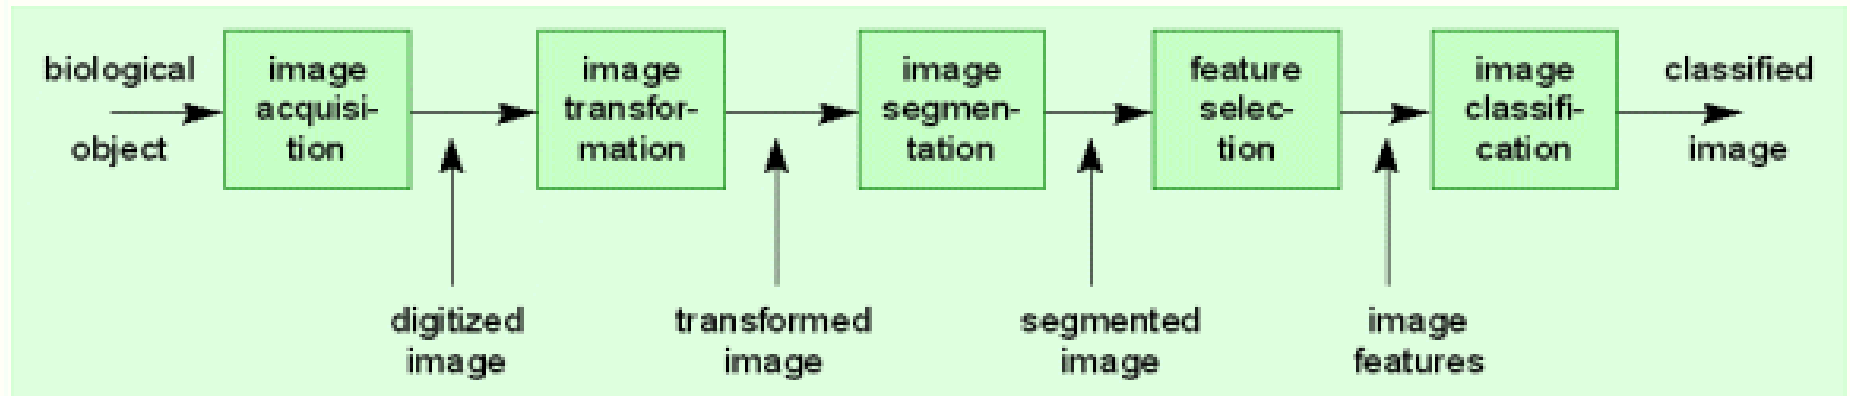 biological
object
image
acquisi-
tion
image
transfor-
mation
image
segmen-
tation
feature
selec-
tion
image
classifi-
cation
classified
image
digitized
image
transformed
image
segmented
image
image
features